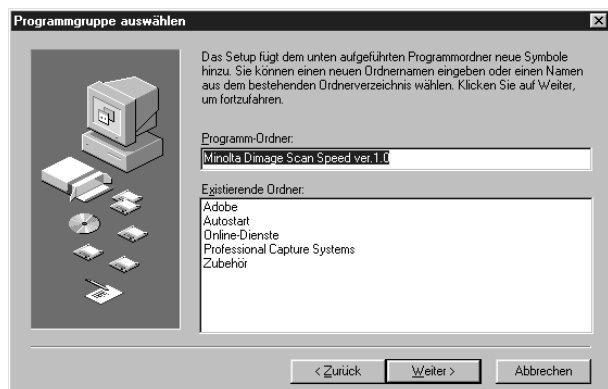 Programmgruppe auswählen
Das Setup fügt dem unten aufgeführten Programmordner neue Symbole
hinzu. Sie können einen neuen Ordnernamen eingeben oder einen Namen
aus dem bestehenden Ordnerverzeichnis wählen. Klicken Sie auf Weiter,
um fortzufahren.
Programm-Ordner:
Minolta Dimage Scan Speed ver.1.0
Existierende Ordner:
Adobe
Autostart
Online-Dienste
Professional Capture Systems
Zubehör
< Zurück Weiter > Abbrechen